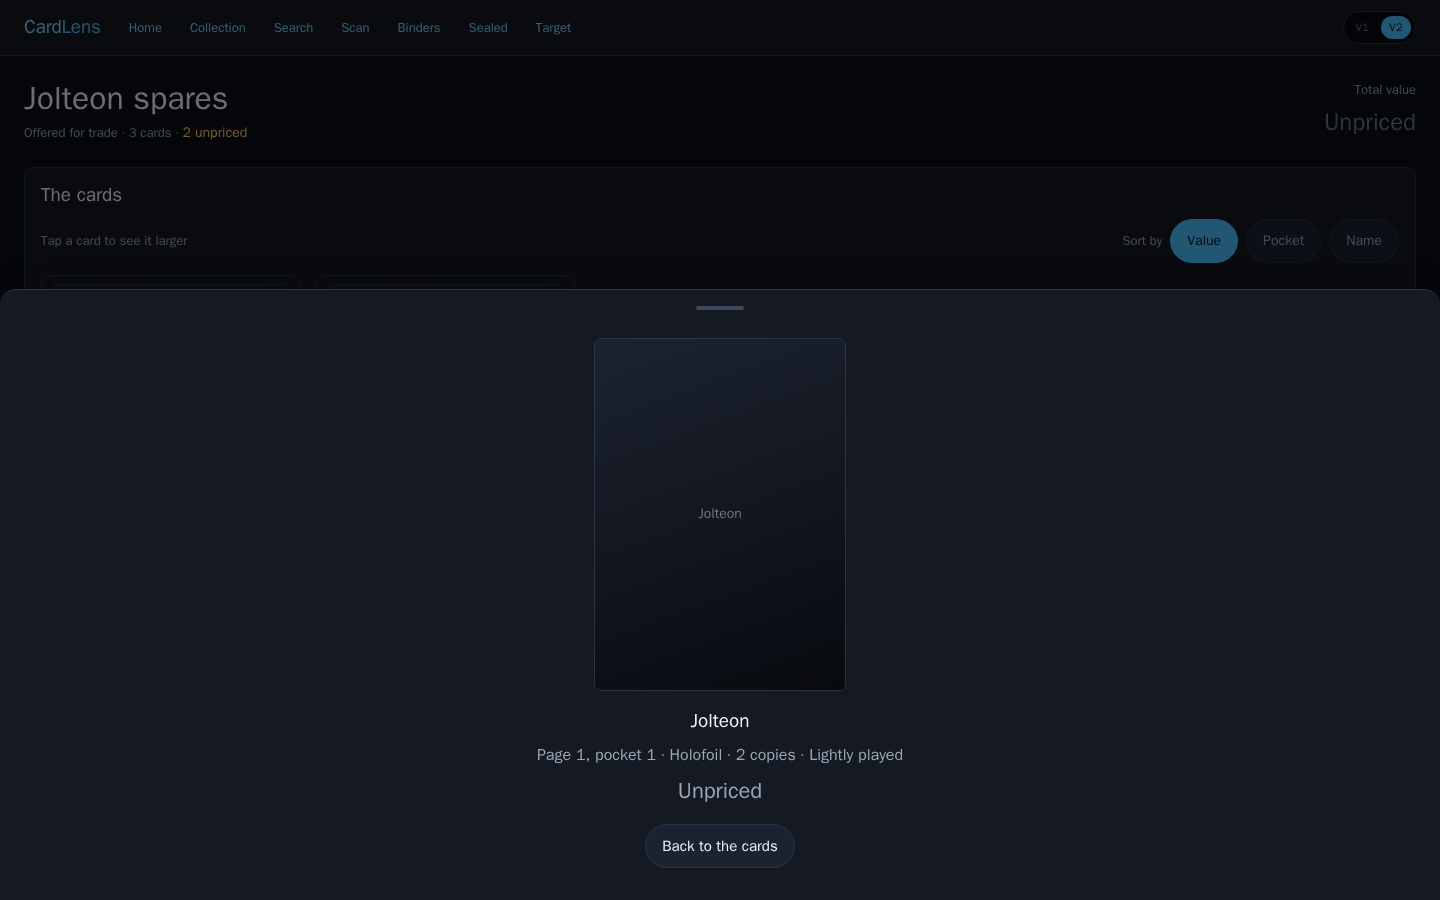 CardLens Home Collection Search Scan Binders Sealed Target V1 V2
Jolteon spares
Offered for trade · 3 cards · 2 unpriced
Total value
Unpriced
The cards
Tap a card to see it larger
Sort by Value Pocket Name
Jolteon
Jolteon
Page 1, pocket 1 · Holofoil · 2 copies · Lightly played
Unpriced
Back to the cards